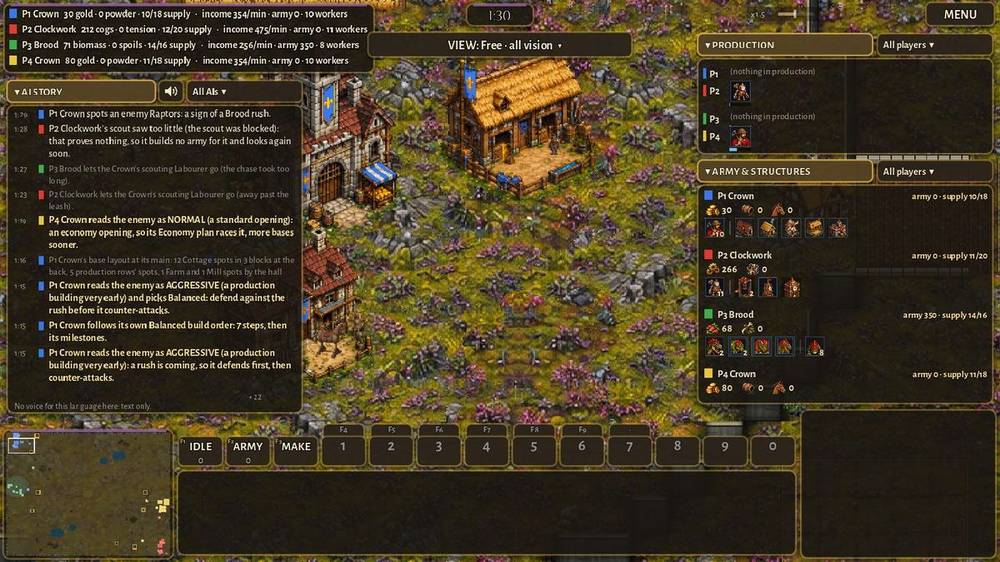 P1 Crown 30 gold · 0 powder · 10/18 supply · income 354/min · army 0 · 10 workers
P2 Clockwork 212 cogs · 0 tension · 12/20 supply · income 475/min · army 0 · 11 workers
P3 Brood 71 biomass · 0 spoils · 14/16 supply · income 256/min · army 350 · 8 workers
P4 Crown 80 gold · 0 powder · 11/18 supply · income 396/min · army 0 · 10 workers
1:30
VIEW: Free · all vision ▾
×1.5
MENU
▾ AI STORY
All AIs ▾
P1 Crown spots an enemy Raptors: a sign of a Brood rush.
1:28 P2 Clockwork's scout saw too little (the scout was blocked):
that proves nothing, so it builds no army for it and looks again
soon.
1:27 P3 Brood lets the Crown's scouting Labourer go (the chase took too
long).
1:23 P2 Clockwork lets the Crown's scouting Labourer go (away past the
leash).
1:19 P4 Crown reads the enemy as NORMAL (a standard opening):
an economy opening, so its Economy plan races it, more bases
sooner.
1:16 P1 Crown's base layout at its main: 12 Cottage spots in 3 blocks at the
back, 5 production rows' spots, 1 Farm and 1 Mill spots by the hall
1:15 P1 Crown reads the enemy as AGGRESSIVE (a production
building very early) and picks Balanced: defend against the
rush before it counter-attacks.
1:15 P1 Crown follows its own Balanced build order: 7 steps, then
its milestones.
1:15 P1 Crown reads the enemy as AGGRESSIVE (a production
building very early): a rush is coming, so it defends first, then
counter-attacks.
+22
No voice for this language here: text only.
▾ PRODUCTION
All players ▾
P1 (nothing in production)
P2
P3 (nothing in production)
P4
▾ ARMY & STRUCTURES
All players ▾
P1 Crown army 0 · supply 10/18
30 0 0
10
P2 Clockwork army 0 · supply 11/20
266 0
11 2
P3 Brood army 350 · supply 14/16
68 0
2 2 8
P4 Crown army 0 · supply 11/18
80 0 0
F1 IDLE 0
F2 ARMY 0
F3 MAKE
F4 F5 F6 F7 F8 F9
1 2 3 4 5 6 7 8 9 0